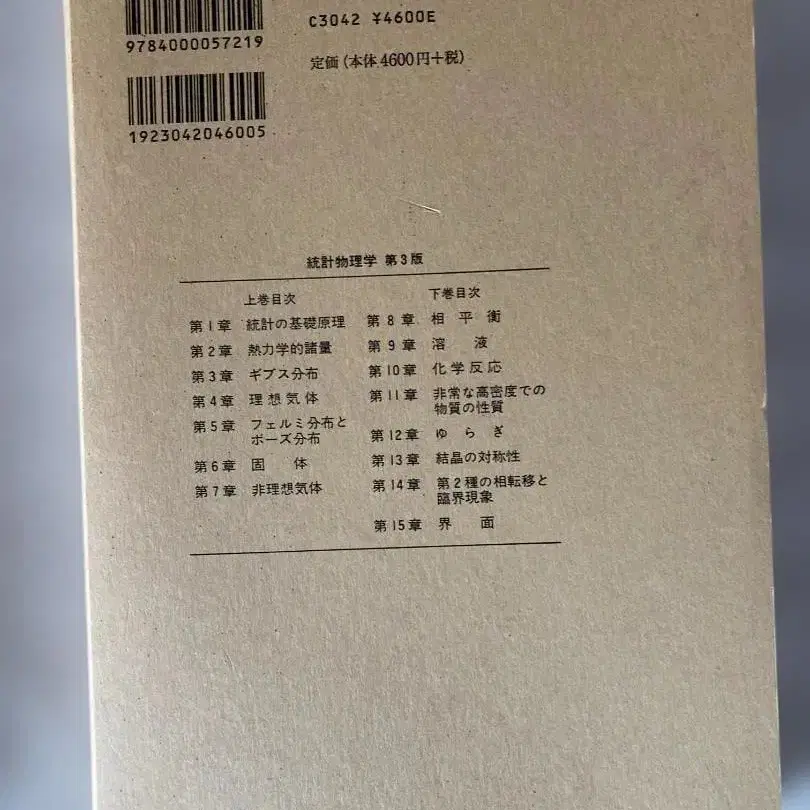 9784000057219
C3042 ¥4600E
定価(本体4600円+税)
1923042046005
統計物理学 第3版
上巻目次
第1章 統計の基礎原理
第2章 熱力学的諸量
第3章 ギブス分布
第4章 理想気体
第5章 フェルミ分布と
ボーズ分布
第6章 固体
第7章 非理想気体
下巻目次
第8章 相平衡
第9章 溶液
第10章 化学反応
第11章 非常な高密度での
物質の性質
第12章 ゆらぎ
第13章 結晶の対称性
第14章 第2種の相転移と
臨界現象
第15章 界面